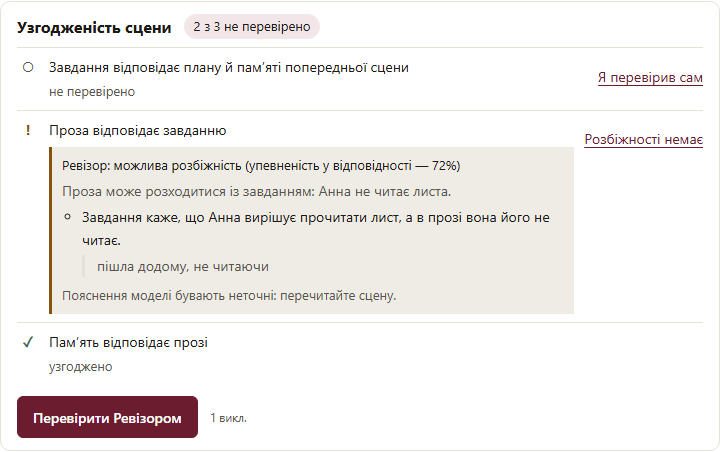 Узгодженість сцени
2 з 3 не перевірено
Завдання відповідає плану й пам’яті попередньої сцени
не перевірено
Я перевірив сам
! Проза відповідає завданню
Розбіжності немає
Ревізор: можлива розбіжність (упевненість у відповідності — 72%)
Проза може розходитися із завданням: Анна не читає листа.
Завдання каже, що Анна вирішує прочитати лист, а в прозі вона його не
читає.
пішла додому, не читаючи
Пояснення моделі бувають неточні: перечитайте сцену.
✓ Пам’ять відповідає прозі
узгоджено
Перевірити Ревізором
1 викл.